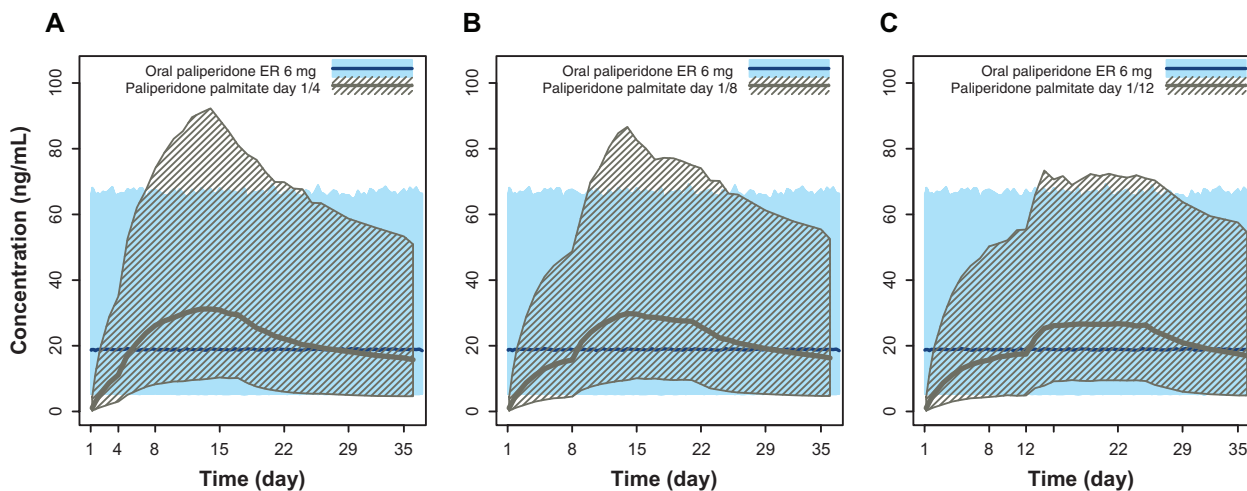 A
B
C
Oral paliperidone ER 6 mg
Paliperidone palmitate day 1/4
Oral paliperidone ER 6 mg
Paliperidone palmitate day 1/8
Oral paliperidone ER 6 mg
Paliperidone palmitate day 1/12
Concentration (ng/mL)
100
80
60
40
20
0
100
80
60
40
20
0
100
80
60
40
20
0
1 4 8 15 22 29 35
1 8 15 22 29 35
1 8 12 22 29 35
Time (day)
Time (day)
Time (day)